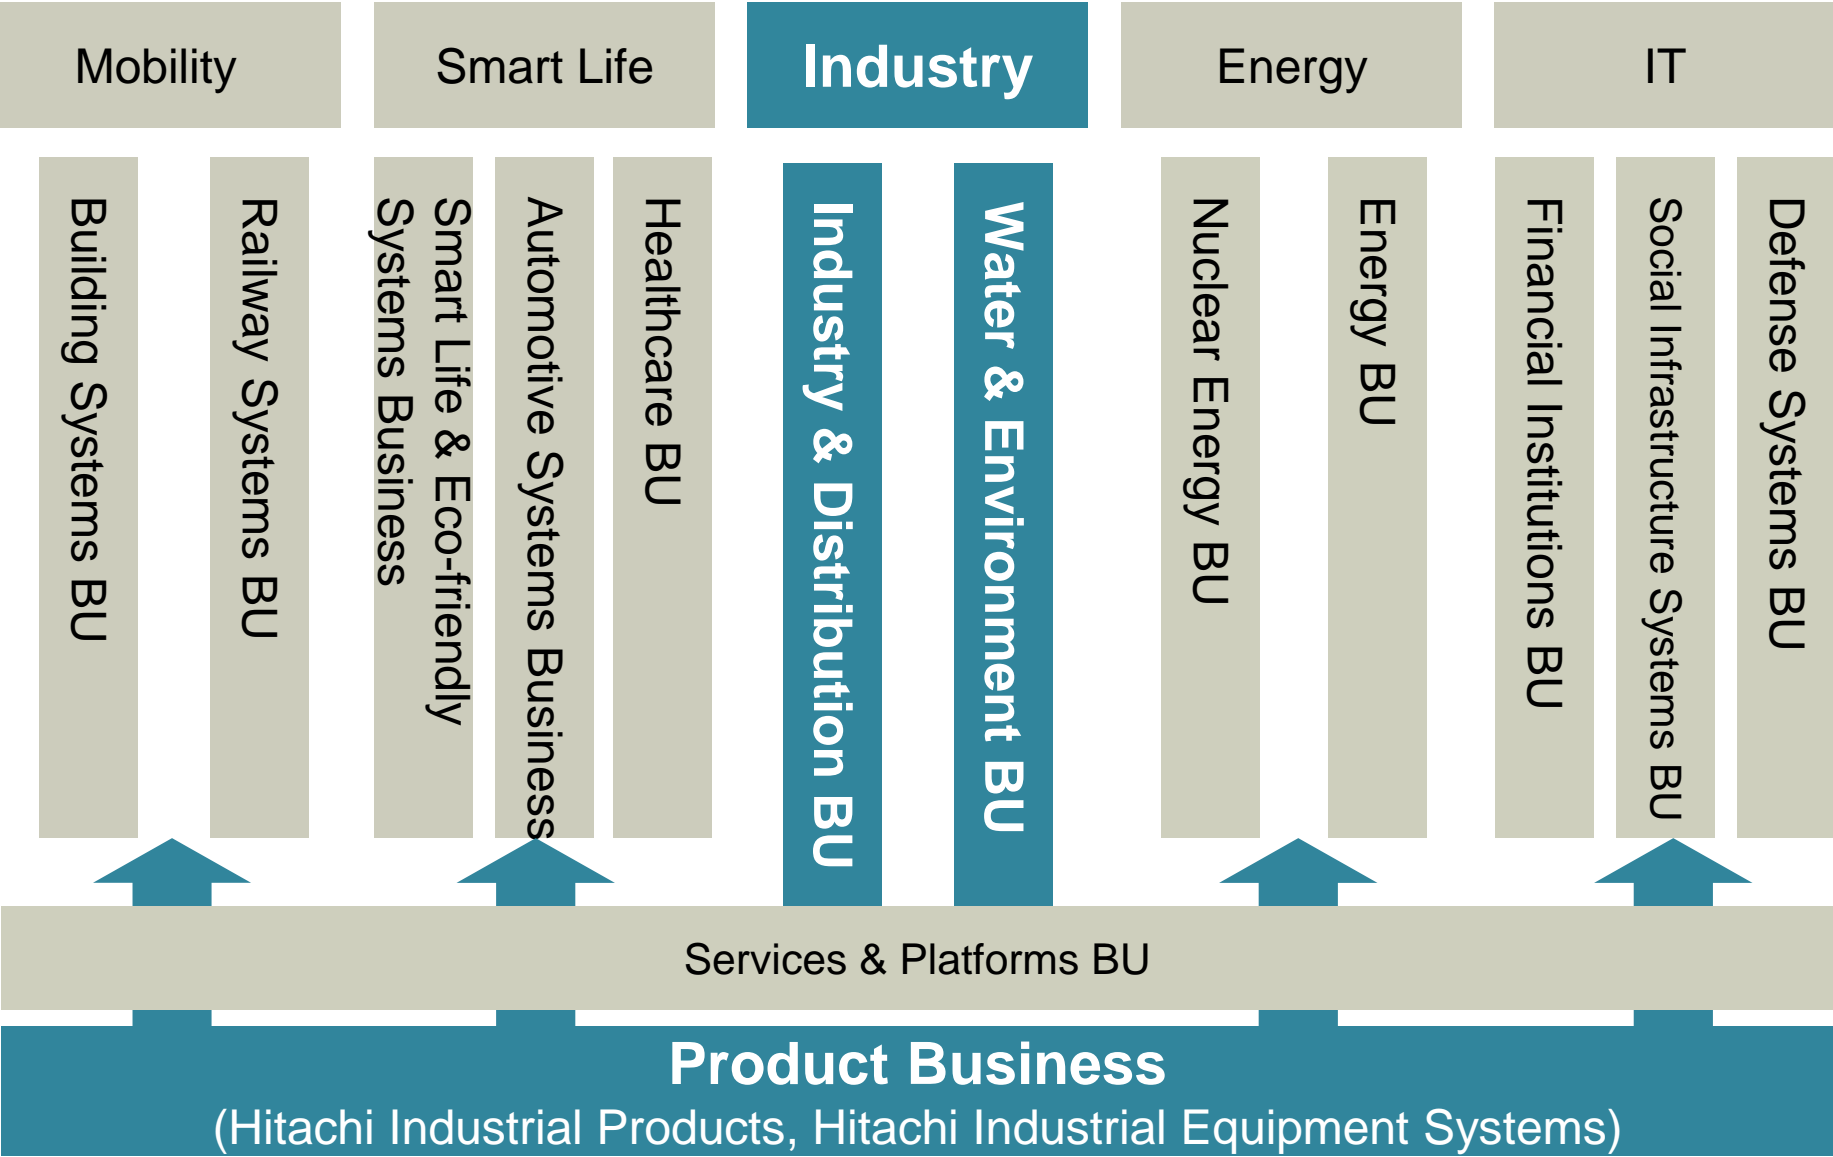 Mobility
Smart Life
Industry
Energy
IT
Building Systems BU
Railway Systems BU
Smart Life & Eco-friendly
Systems Business
Automotive Systems Business
Healthcare BU
Industry & Distribution BU
Water & Environment BU
Nuclear Energy BU
Energy BU
Financial Institutions BU
Social Infrastructure Systems BU
Defense Systems BU
Services & Platforms BU
Product Business
(Hitachi Industrial Products, Hitachi Industrial Equipment Systems)